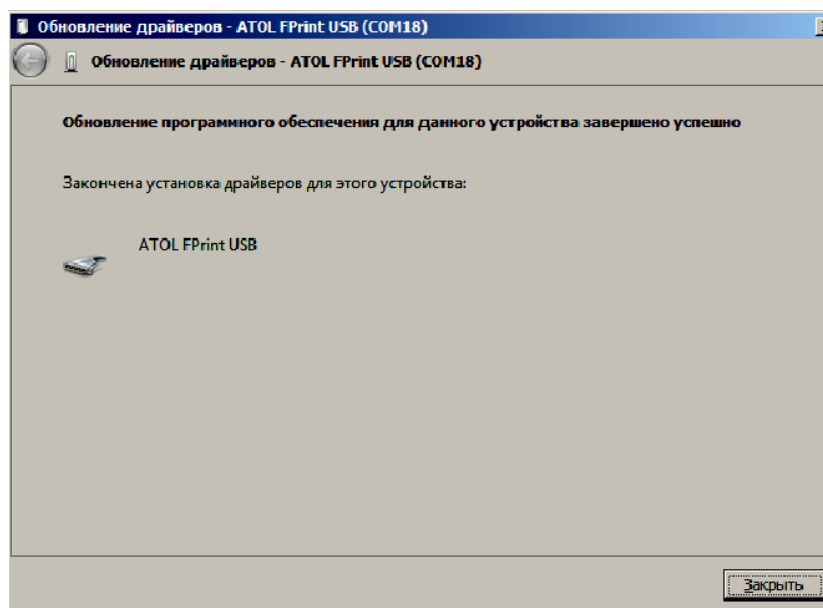 Обновление драйверов - ATOL FPrint USB (COM18)
Обновление драйверов - ATOL FPrint USB (COM18)
Обновление программного обеспечения для данного устройства завершено успешно
Закончена установка драйверов для этого устройства:
ATOL FPrint USB
Закрыть